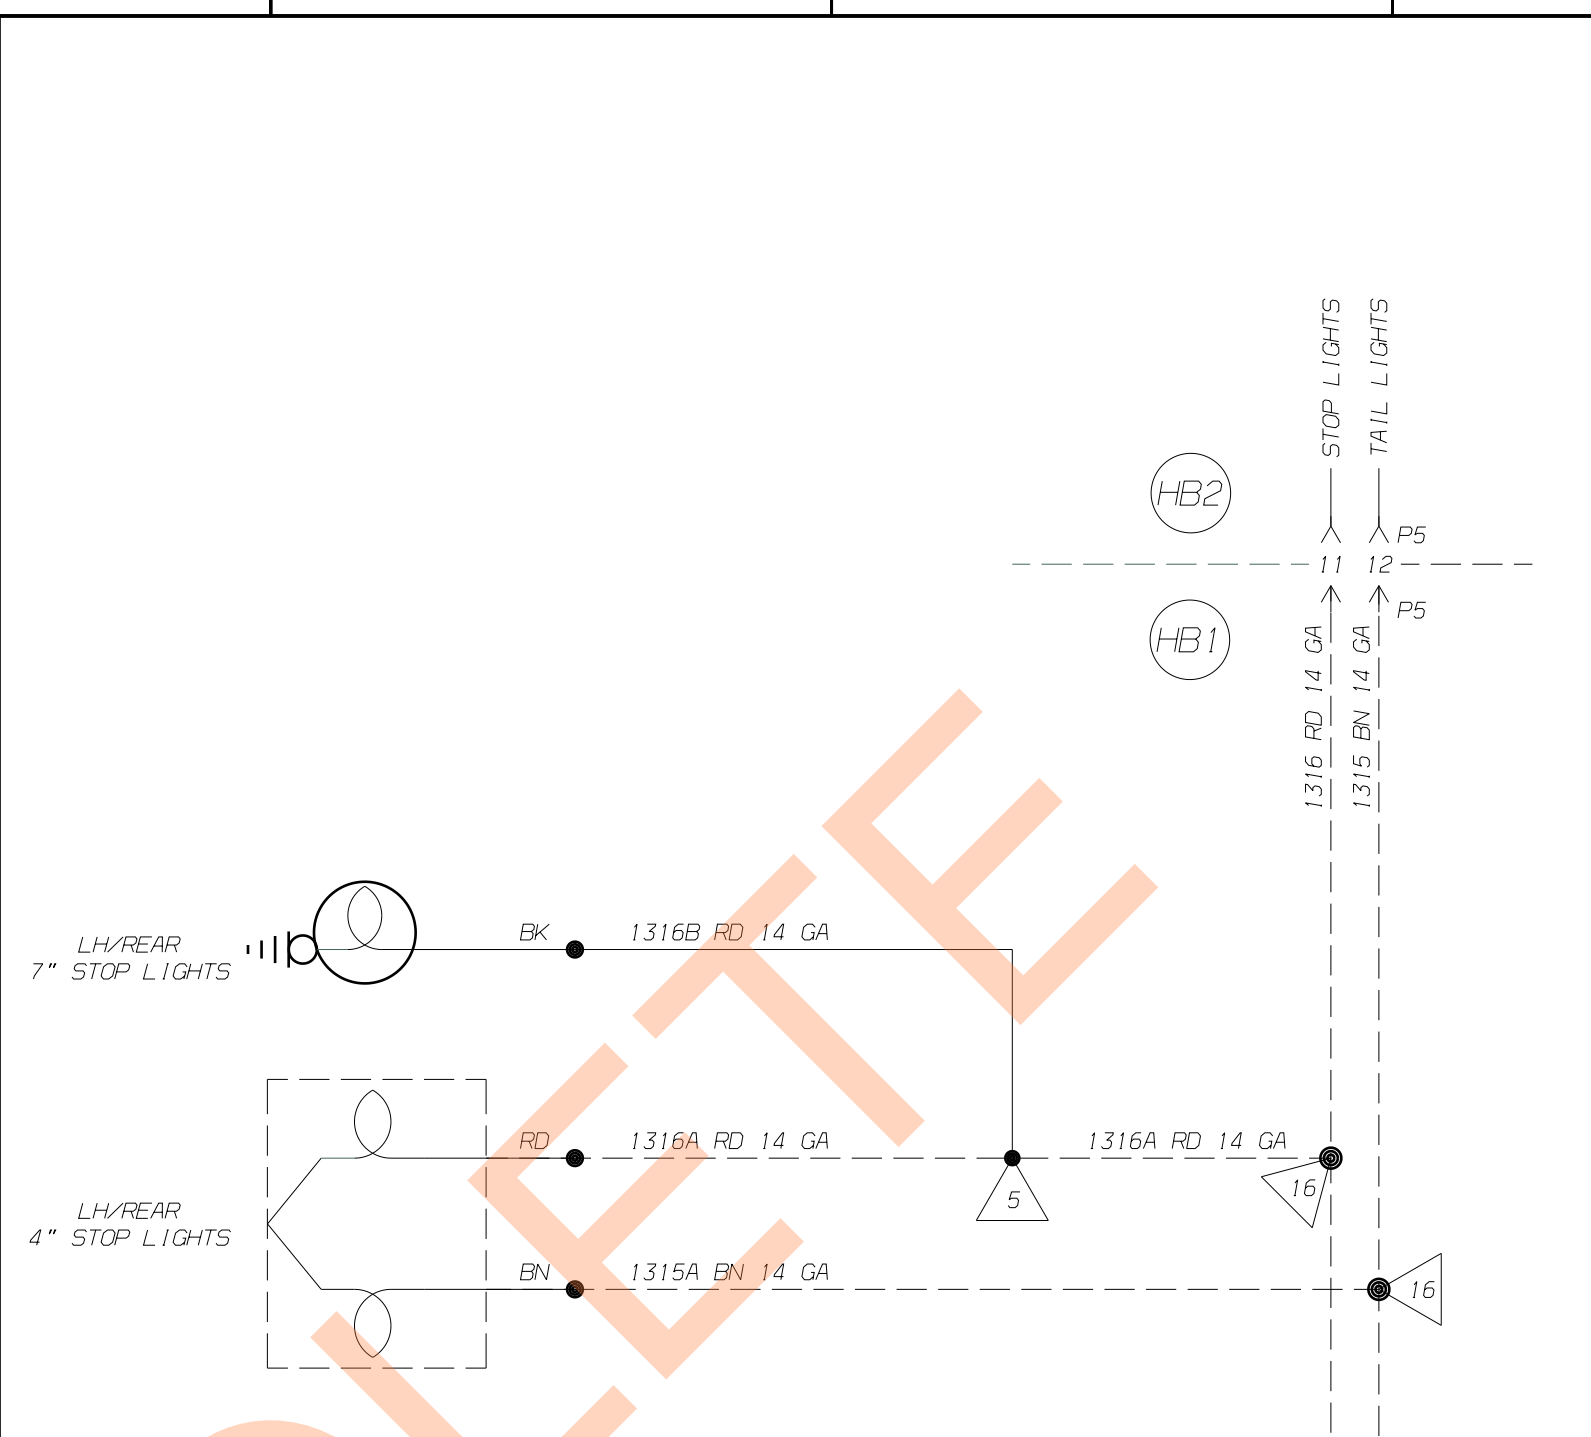 STOP LIGHTS
TAIL LIGHTS
HB2
P5
11 12
P5
HB1
1316 RD 14 GA
1315 BN 14 GA
LH/REAR
7" STOP LIGHTS
BK
1316B RD 14 GA
RD
1316A RD 14 GA
1316A RD 14 GA
5
16
LH/REAR
4" STOP LIGHTS
BN
1315A BN 14 GA
16
LETE